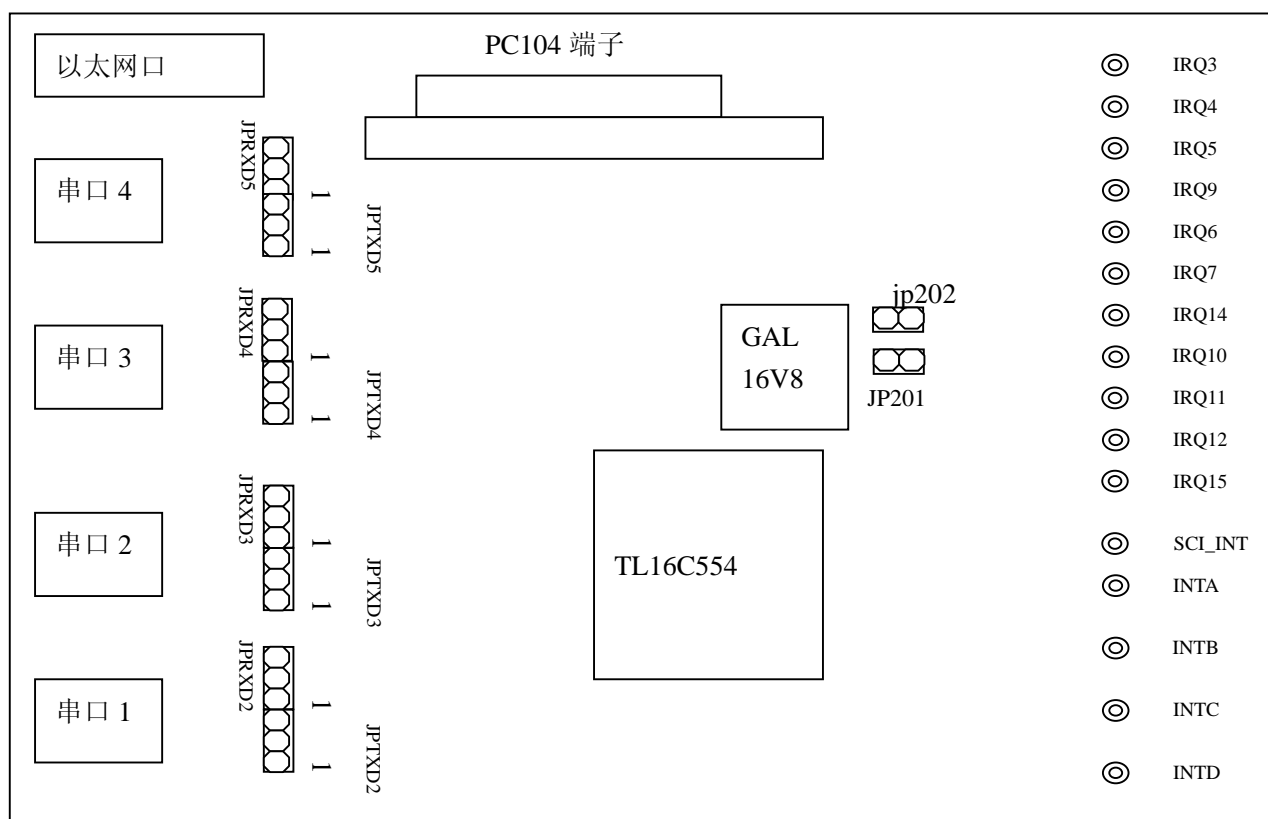 PC104 端子
以太网口
串口 4
JPRXD5
1
JPTXD5
1
串口 3
JPRXD4
1
JPTXD4
1
串口 2
JPRXD3
1
JPTXD3
1
串口 1
JPRXD2
1
JPTXD2
1
jp202
GAL
16V8
JP201
TL16C554
IRQ3
IRQ4
IRQ5
IRQ9
IRQ6
IRQ7
IRQ14
IRQ10
IRQ11
IRQ12
IRQ15
SCI_INT
INTA
INTB
INTC
INTD